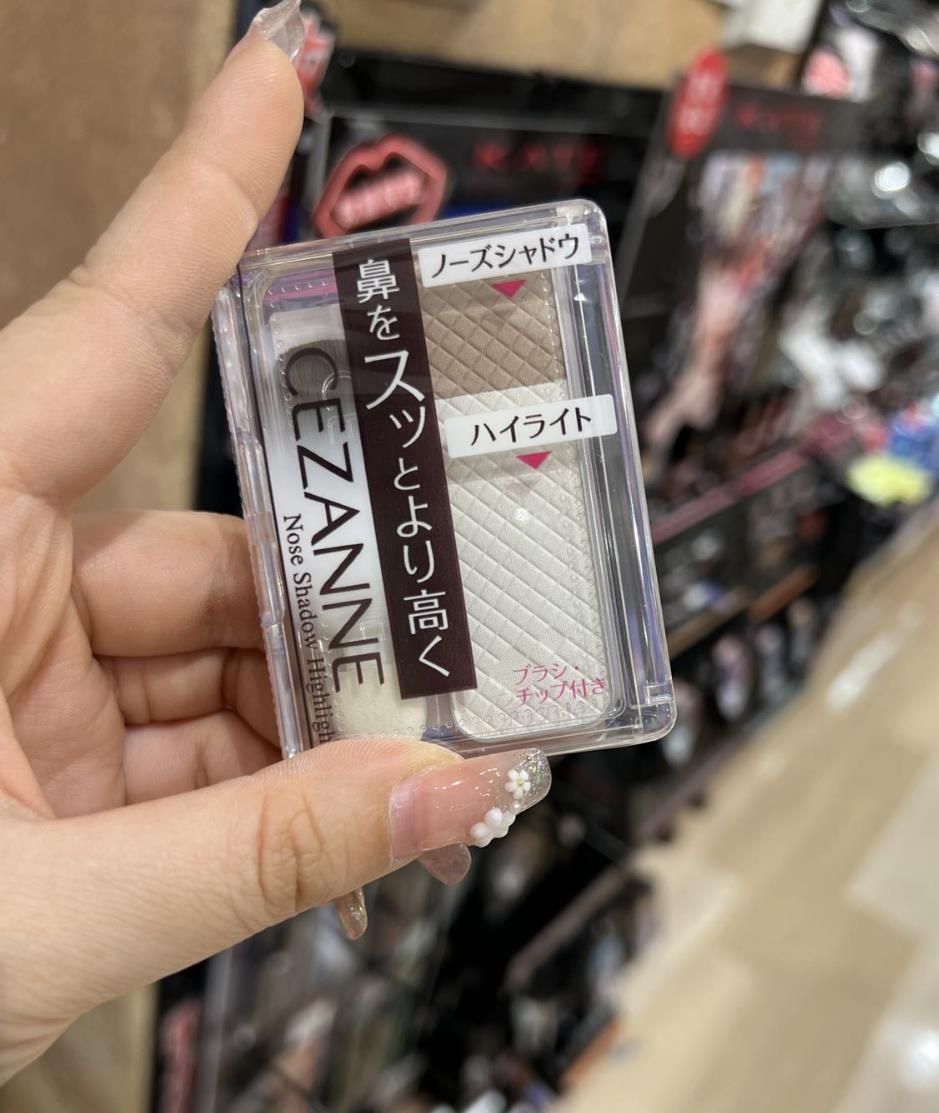 ノーズシャドウ
ハイライト
鼻をスッとより高く
CEZANNE
Nose Shadow Highligh
ブラシ・
チップ付き
KATE